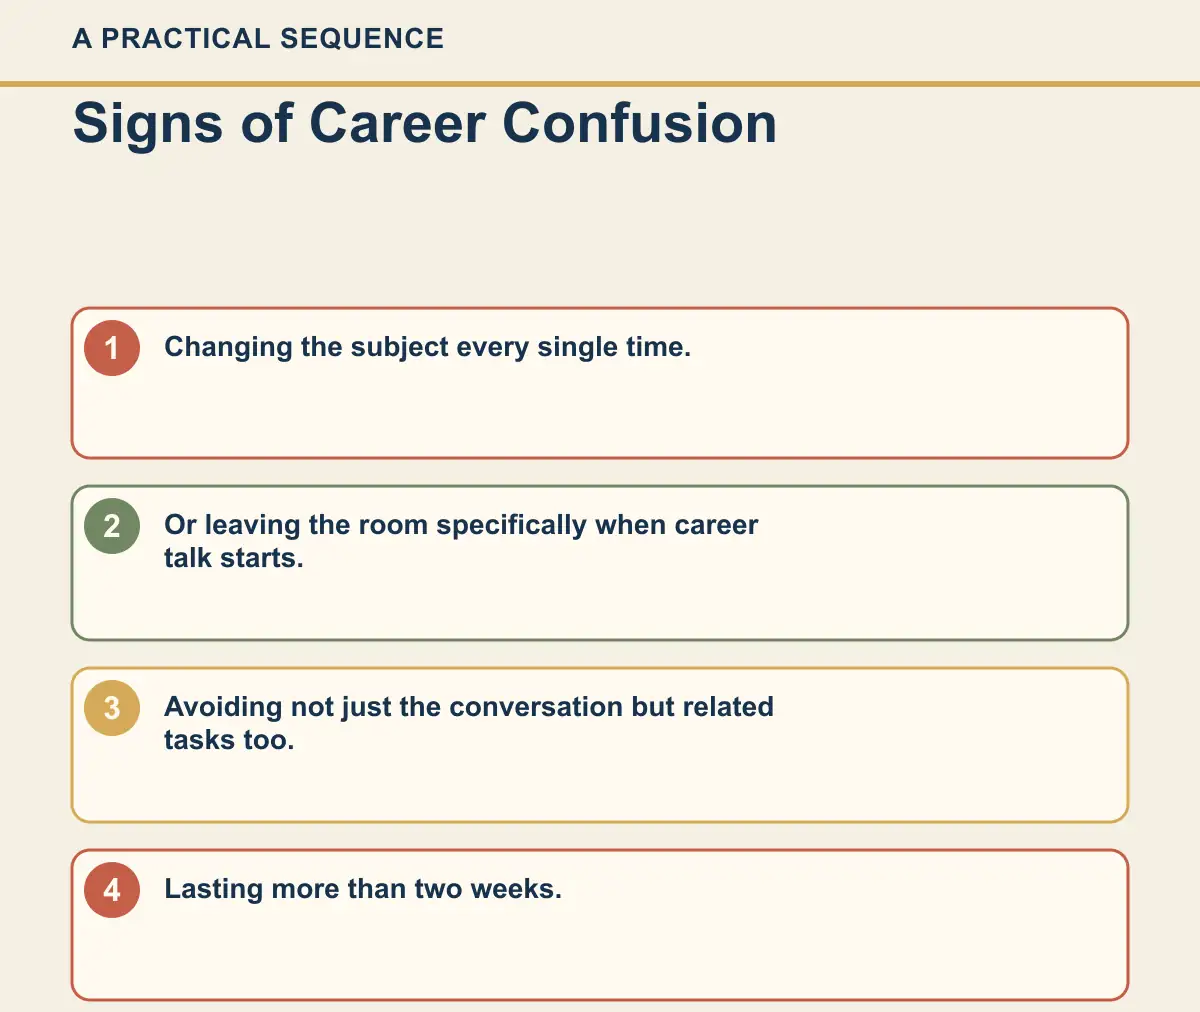 A PRACTICAL SEQUENCE
Signs of Career Confusion
1
Changing the subject every single time.
2
Or leaving the room specifically when career
talk starts.
3
Avoiding not just the conversation but related
tasks too.
4
Lasting more than two weeks.